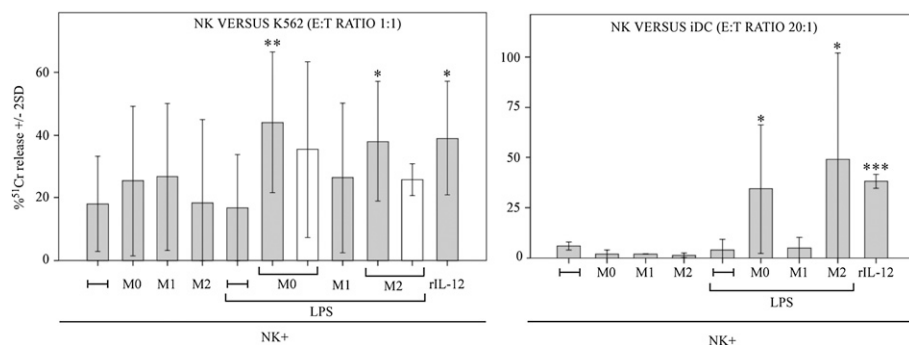 NK VERSUS K562 (E:T RATIO 1:1)
%51Cr release +/- 2SD
60
40
20
0
**
*
*
M0
M1
M2
M0
M1
M2
rIL-12
LPS
NK+
NK VERSUS iDC (E:T RATIO 20:1)
100
75
50
25
0
*
*
***
M0
M1
M2
M0
M1
M2
rIL-12
LPS
NK+